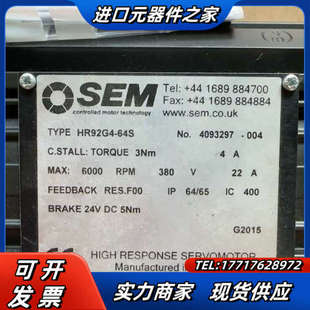 进口元器件之家
SEM
controlled motor technology
Tel: +44 1689 884700
Fax: +44 1689 884884
www.sem.co.uk
TYPE HR92G4-64S No. 4093297 -004
C.STALL: TORQUE 3Nm 4 A
MAX: 6000 RPM 380 V 22 A
FEEDBACK RES.F00 IP 64/65 IC 400
BRAKE 24V DC 5Nm
G2015
HIGH RESPONSE SERVOMOTOR
Manufactured i
可开发票
TEL:17717628972
实力商家 现货供应